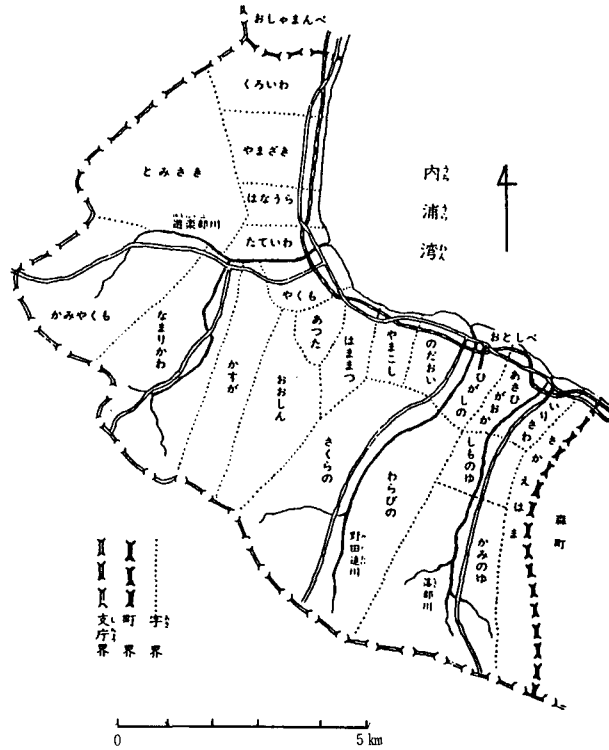 おしゃまんべ
くろいわ
やまざき
とみさき
はなうら
内浦湾
遊楽部川
たていわ
やくも
かみやくも
なまりかわ
かすが
おおしん
あつた
はままつ
やまこし
のだおい
おとしべ
ひがしの
あさひがおか
いりさわ
さかえはま
さくらの
わらびの
しものゆ
かみのゆ
野田追川
落部川
森町
字界
町界
支庁界
0
5 km